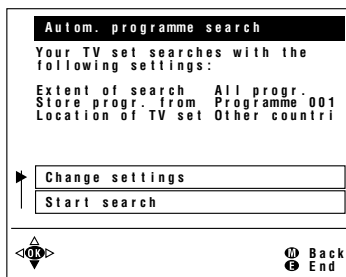 Autom. programme search
Your TV set searches with the
following settings:
Extent of search All progr.
Store progr. from Programme 001
Location of TV set Other countri
Change settings
Start search
OK
M Back
E End